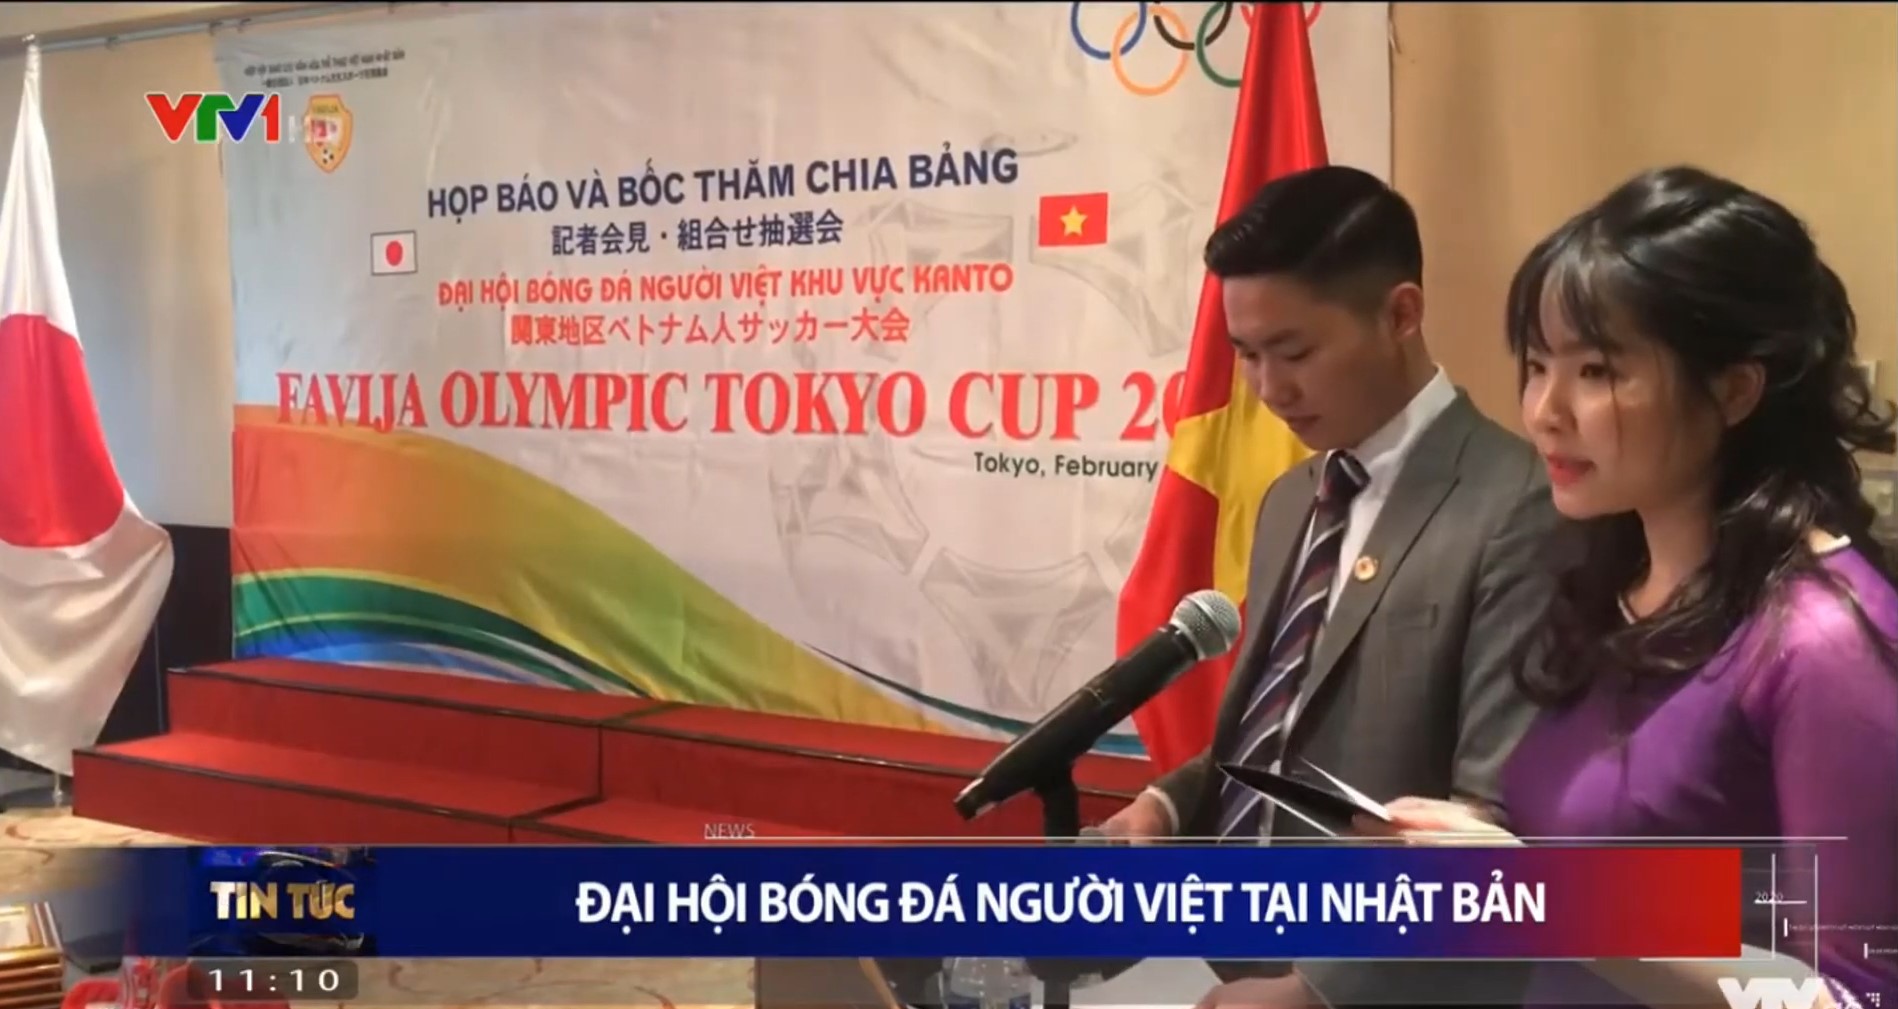 VTV1
HỌP BÁO VÀ BỐC THĂM CHIA BẢNG
記者会見・組合せ抽選会
ĐẠI HỘI BÓNG ĐÁ NGƯỜI VIỆT KHU VỰC KANTO
関東地区ベトナム人サッカー大会
FAVIJA OLYMPIC TOKYO CUP
Tokyo, February
NEWS
TIN TỨC
ĐẠI HỘI BÓNG ĐÁ NGƯỜI VIỆT TẠI NHẬT BẢN
2020
11:10
VTV